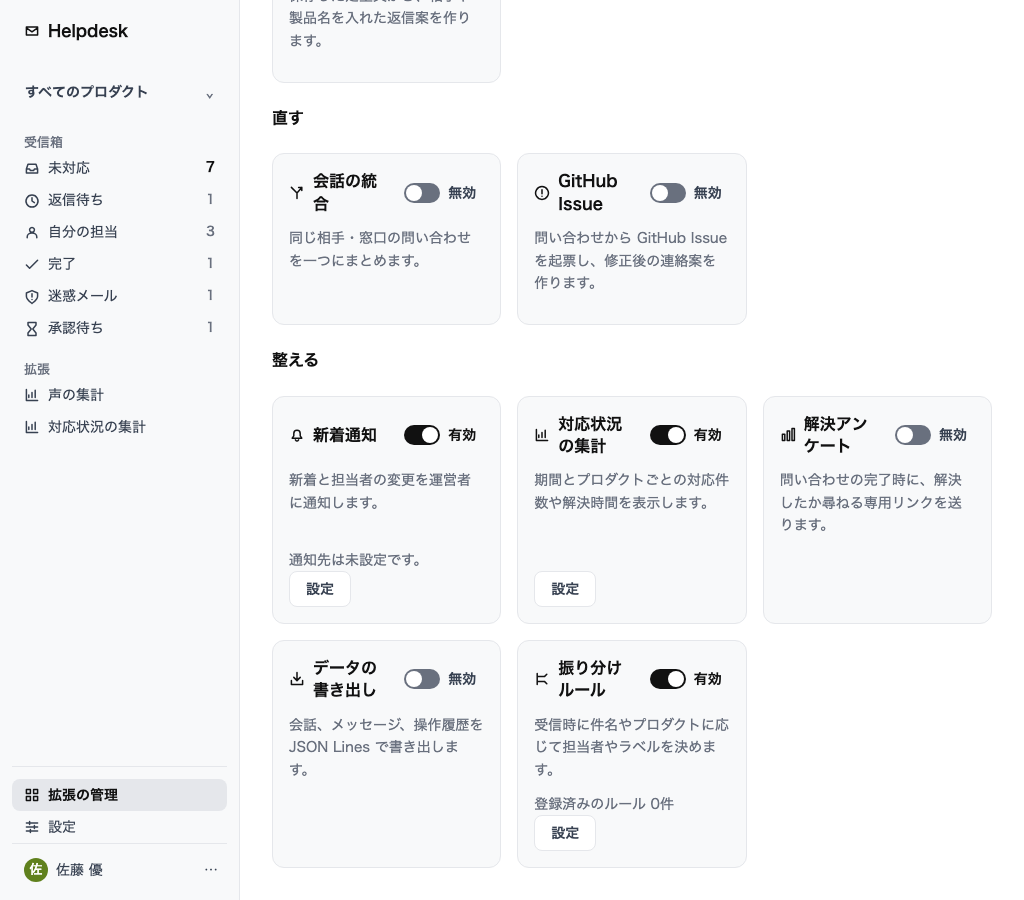 Helpdesk
すべてのプロダクト
受信箱
未対応 7
返信待ち 1
自分の担当 3
完了 1
迷惑メール 1
承認待ち 1
拡張
声の集計
対応状況の集計
拡張の管理
設定
佐 佐藤 優 …
製品名を入れた返信案を作り
ます。
直す
会話の統
合
無効
同じ相手・窓口の問い合わせ
を一つにまとめます。
GitHub
Issue
無効
問い合わせから GitHub Issue
を起票し、修正後の連絡案を
作ります。
整える
新着通知
有効
新着と担当者の変更を運営者
に通知します。
通知先は未設定です。
設定
対応状況
の集計
有効
期間とプロダクトごとの対応件
数や解決時間を表示します。
設定
解決アン
ケート
無効
問い合わせの完了時に、解決
したか尋ねる専用リンクを送
ります。
データの
書き出し
無効
会話、メッセージ、操作履歴を
JSON Lines で書き出しま
す。
振り分け
ルール
有効
受信時に件名やプロダクトに応
じて担当者やラベルを決めま
す。
登録済みのルール 0件
設定